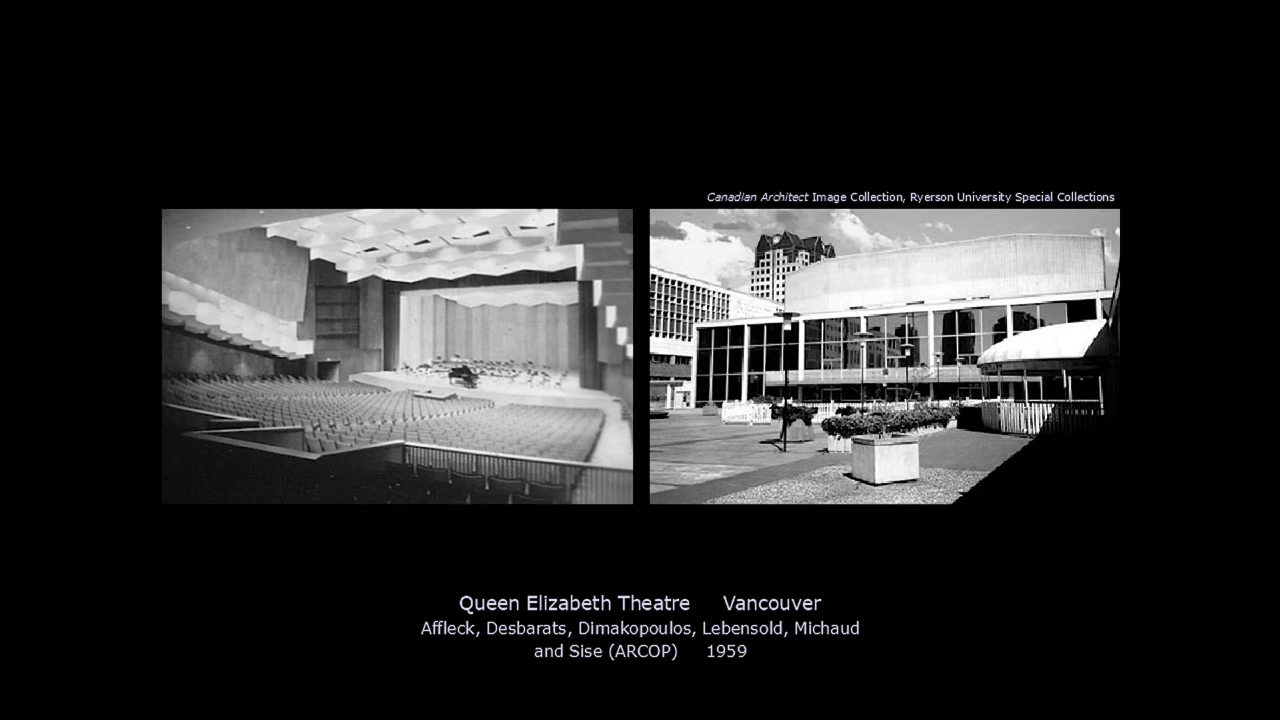 Canadian Architect Image Collection, Ryerson University Special Collections
Queen Elizabeth Theatre Vancouver
Affleck, Desbarats, Dimakopoulos, Lebensold, Michaud
and Sise (ARCOP) 1959